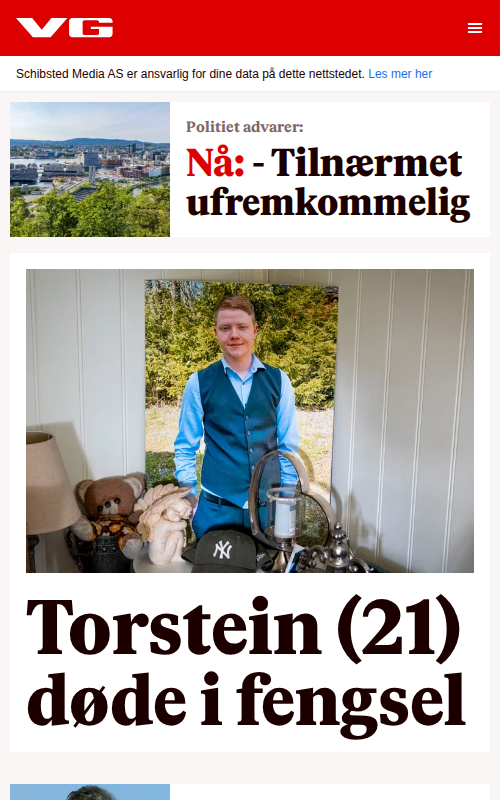 VG
Schibsted Media AS er ansvarlig for dine data på dette nettstedet. Les mer her
Politiet advarer:
Nå: - Tilnærmet
ufremkommelig
NY
Torstein (21)
døde i fengsel